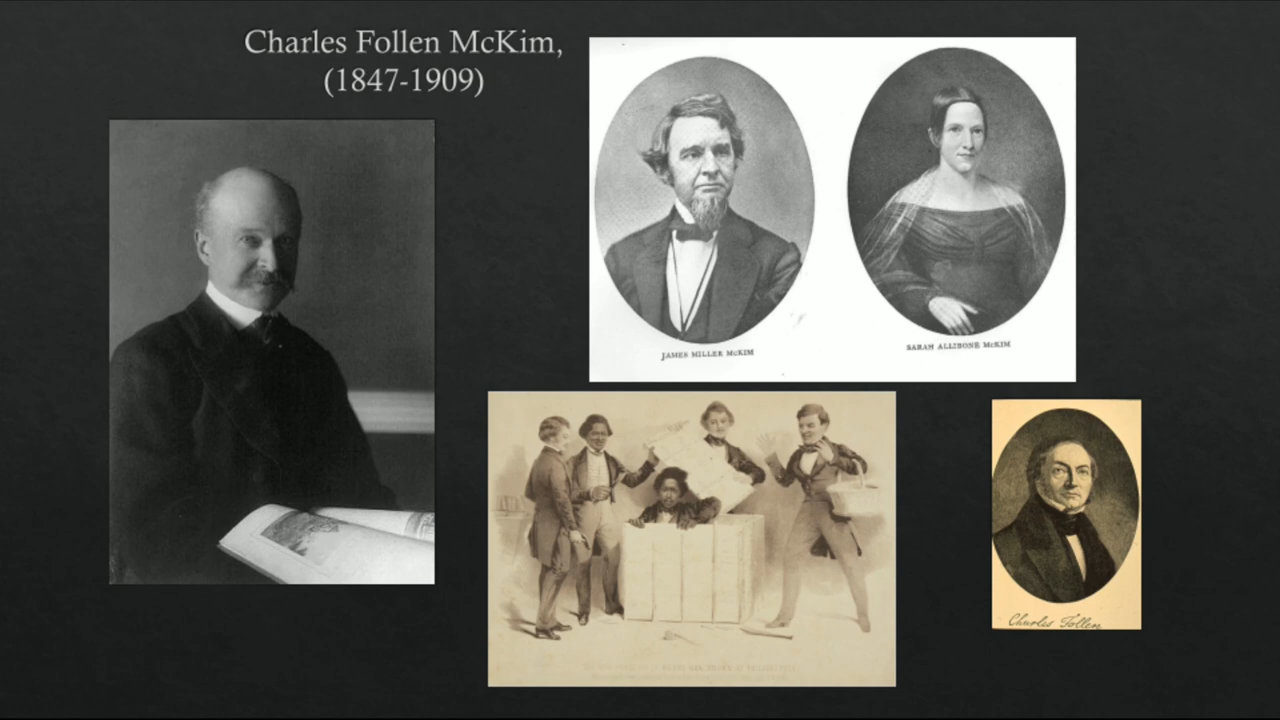 Charles Follen McKim,
(1847-1909)
JAMES MILLER McKIM
SARAH ALLIBONE McKIM
Charles Follen